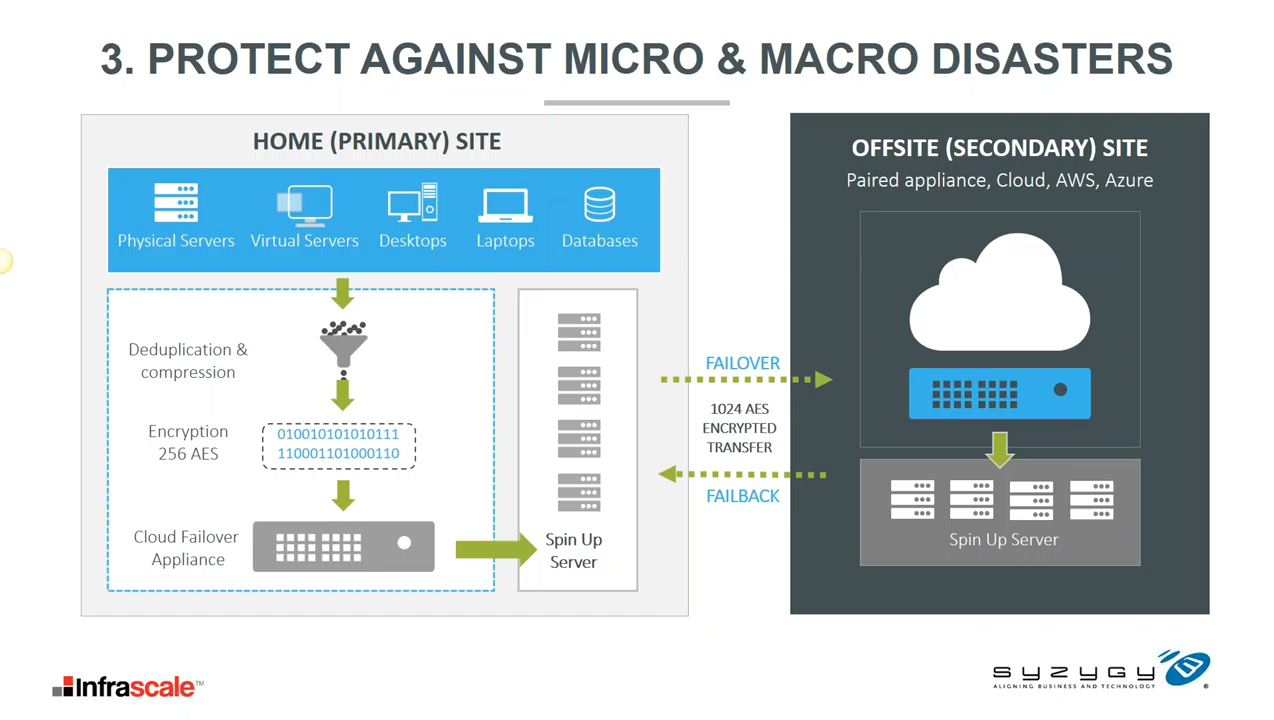 3. PROTECT AGAINST MICRO & MACRO DISASTERS
HOME (PRIMARY) SITE
Physical Servers
Virtual Servers
Desktops
Laptops
Databases
Deduplication &
compression
Encryption
256 AES
010010101010111
110001101000110
Cloud Failover
Appliance
Spin Up
Server
FAILOVER
1024 AES
ENCRYPTED
TRANSFER
FAILBACK
OFFSITE (SECONDARY) SITE
Paired appliance, Cloud, AWS, Azure
Spin Up Server
Infrascale™
SYZYGY
ALIGNING BUSINESS AND TECHNOLOGY ®